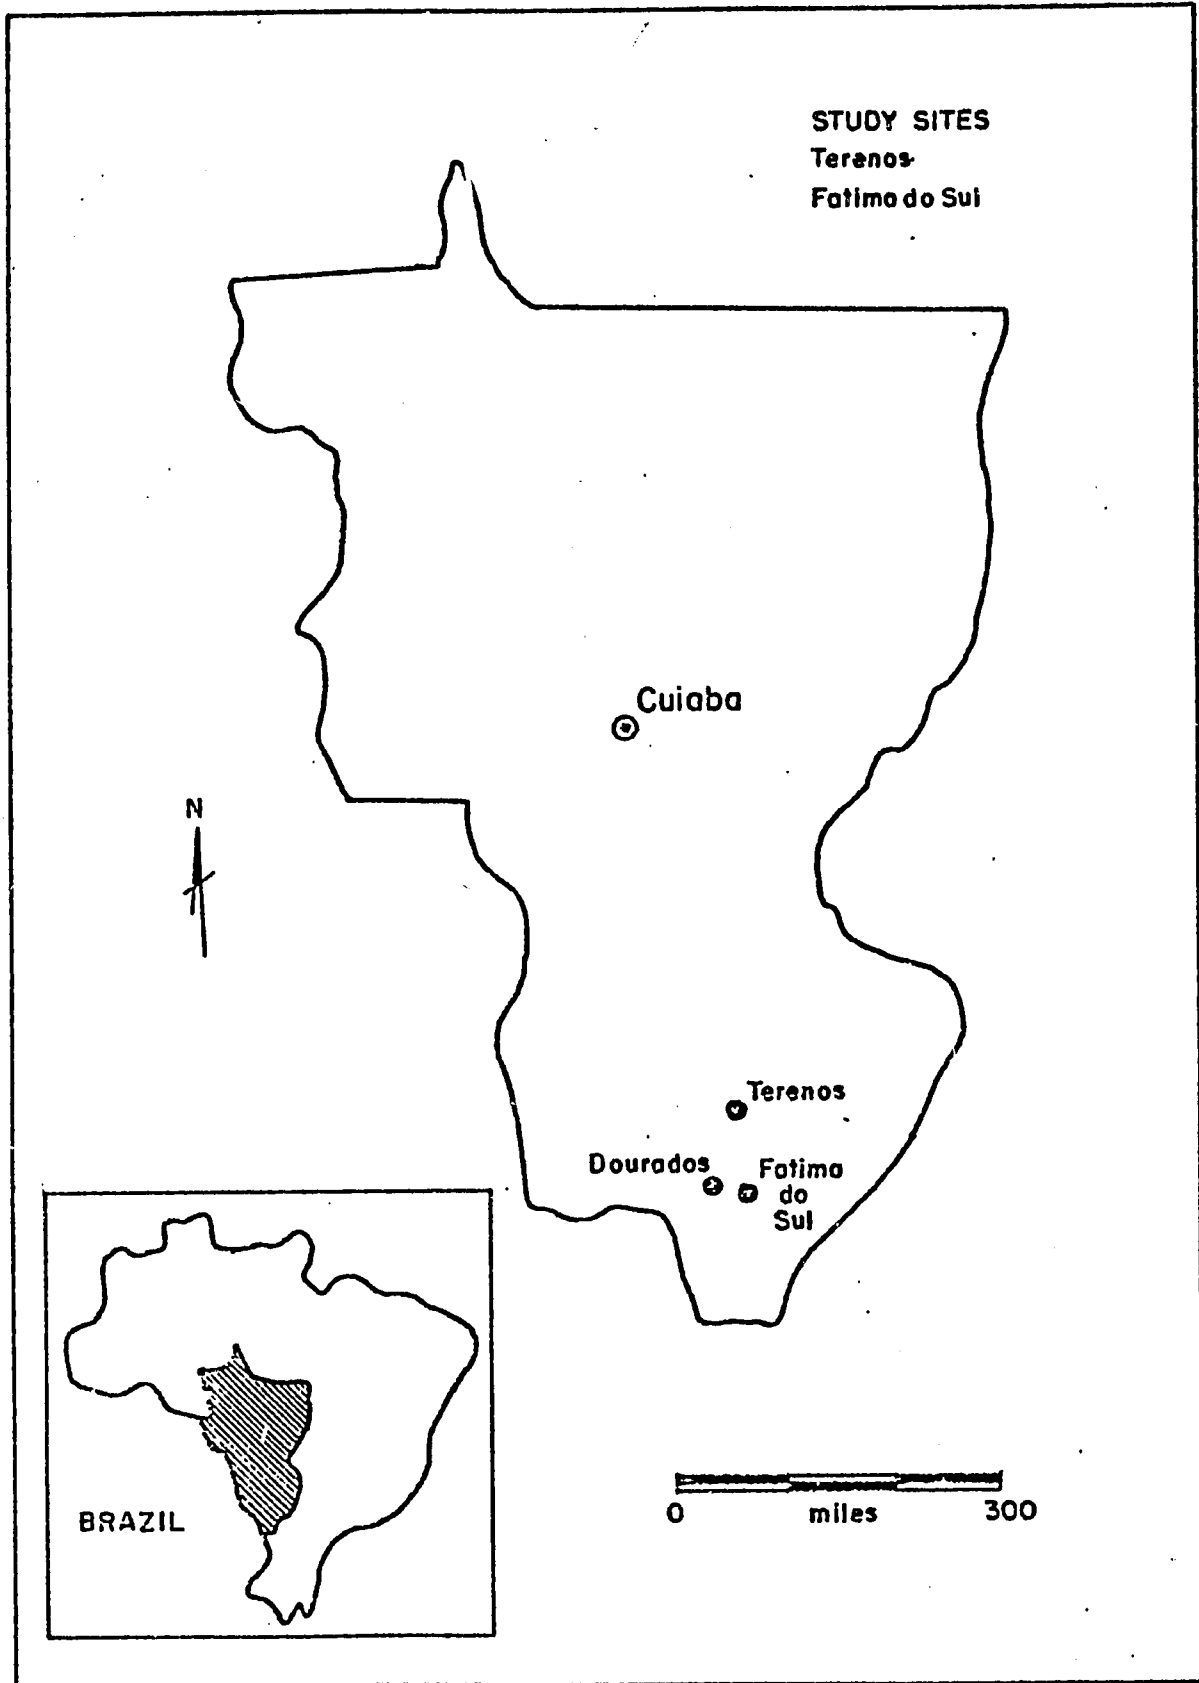 STUDY SITES
Terenos
Fatima do Sul
Cuiaba
N
Terenos
Dourados
Fatima
do
Sul
BRAZIL
0 miles 300